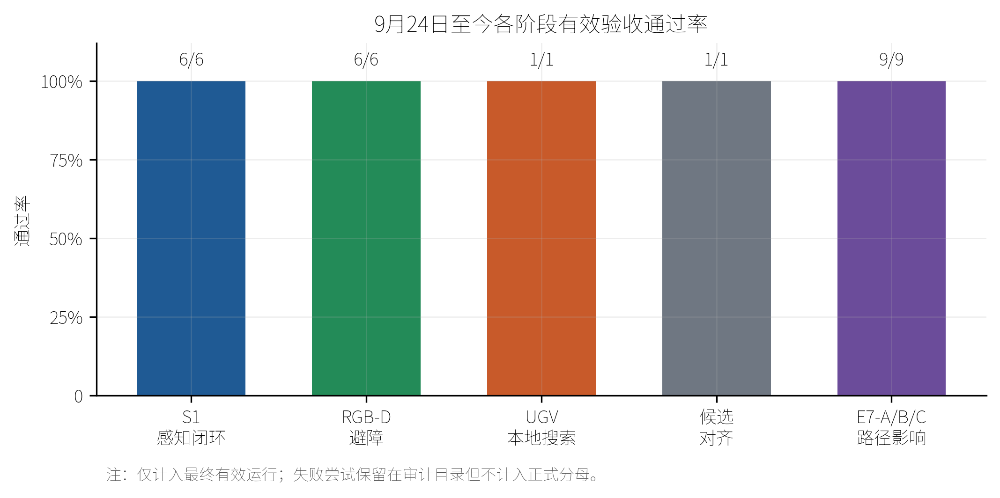 9月24日至今各阶段有效验收通过率
6/6
6/6
1/1
1/1
9/9
100%
75%
50%
25%
0
通过率
S1
感知闭环
RGB-D
避障
UGV
本地搜索
候选
对齐
E7-A/B/C
路径影响
注：仅计入最终有效运行；失败尝试保留在审计目录但不计入正式分母。